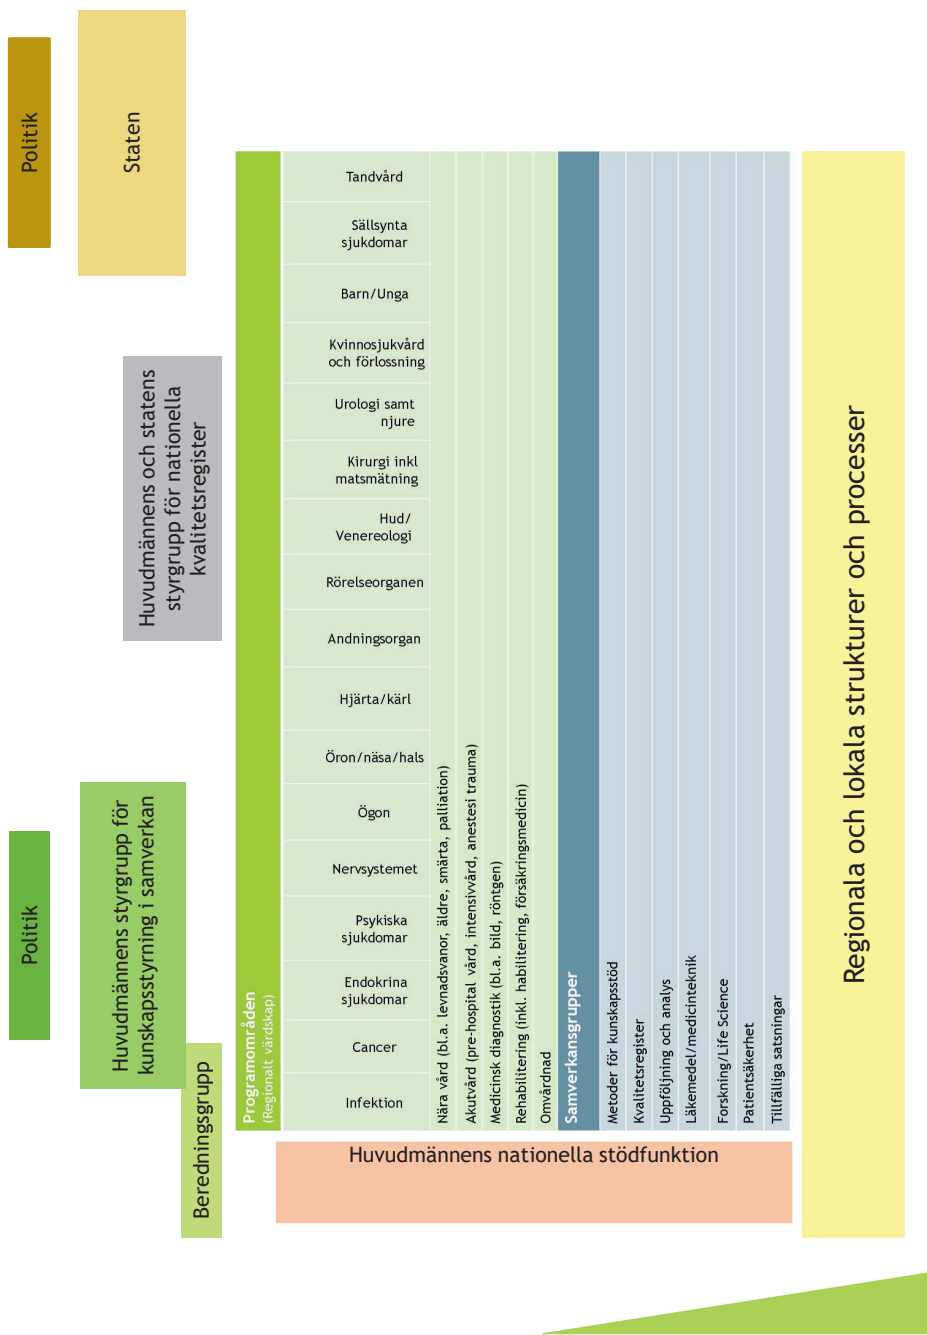 Politik
Politik
Staten
Huvudmännens styrgrupp för
kunskapsstyrning i samverkan
Huvudmännens och statens
styrgrupp för nationella
kvalitetsregister
Beredningsgrupp
Programområden
(Regionalt värdskap)
Infektion
Cancer
Endokrina
sjukdomar
Psykiska
sjukdomar
Nervsystemet
Ögon
Öron/näsa/hals
Hjärta/kärl
Andningsorgan
Rörelseorganen
Hud/
Venereologi
Kirurgi inkl
matsmätning
Urologi samt
njure
Kvinnosjukvård
och förlossning
Barn/Unga
Sällsynta
sjukdomar
Tandvård
Nära vård (bl.a. levnadsvanor, äldre, smärta, palliation)
Akutvård (pre-hospital vård, intensivvård, anestesi trauma)
Medicinsk diagnostik (bl.a. bild, röntgen)
Rehabilitering (inkl. habilitering, försäkringsmedicin)
Omvårdnad
Samverkansgrupper
Metoder för kunskapsstöd
Kvalitetsregister
Uppföljning och analys
Läkemedel/medicinteknik
Forskning/Life Science
Patientsäkerhet
Tillfälliga satsningar
Huvudmännens nationella stödfunktion
Regionala och lokala strukturer och processer